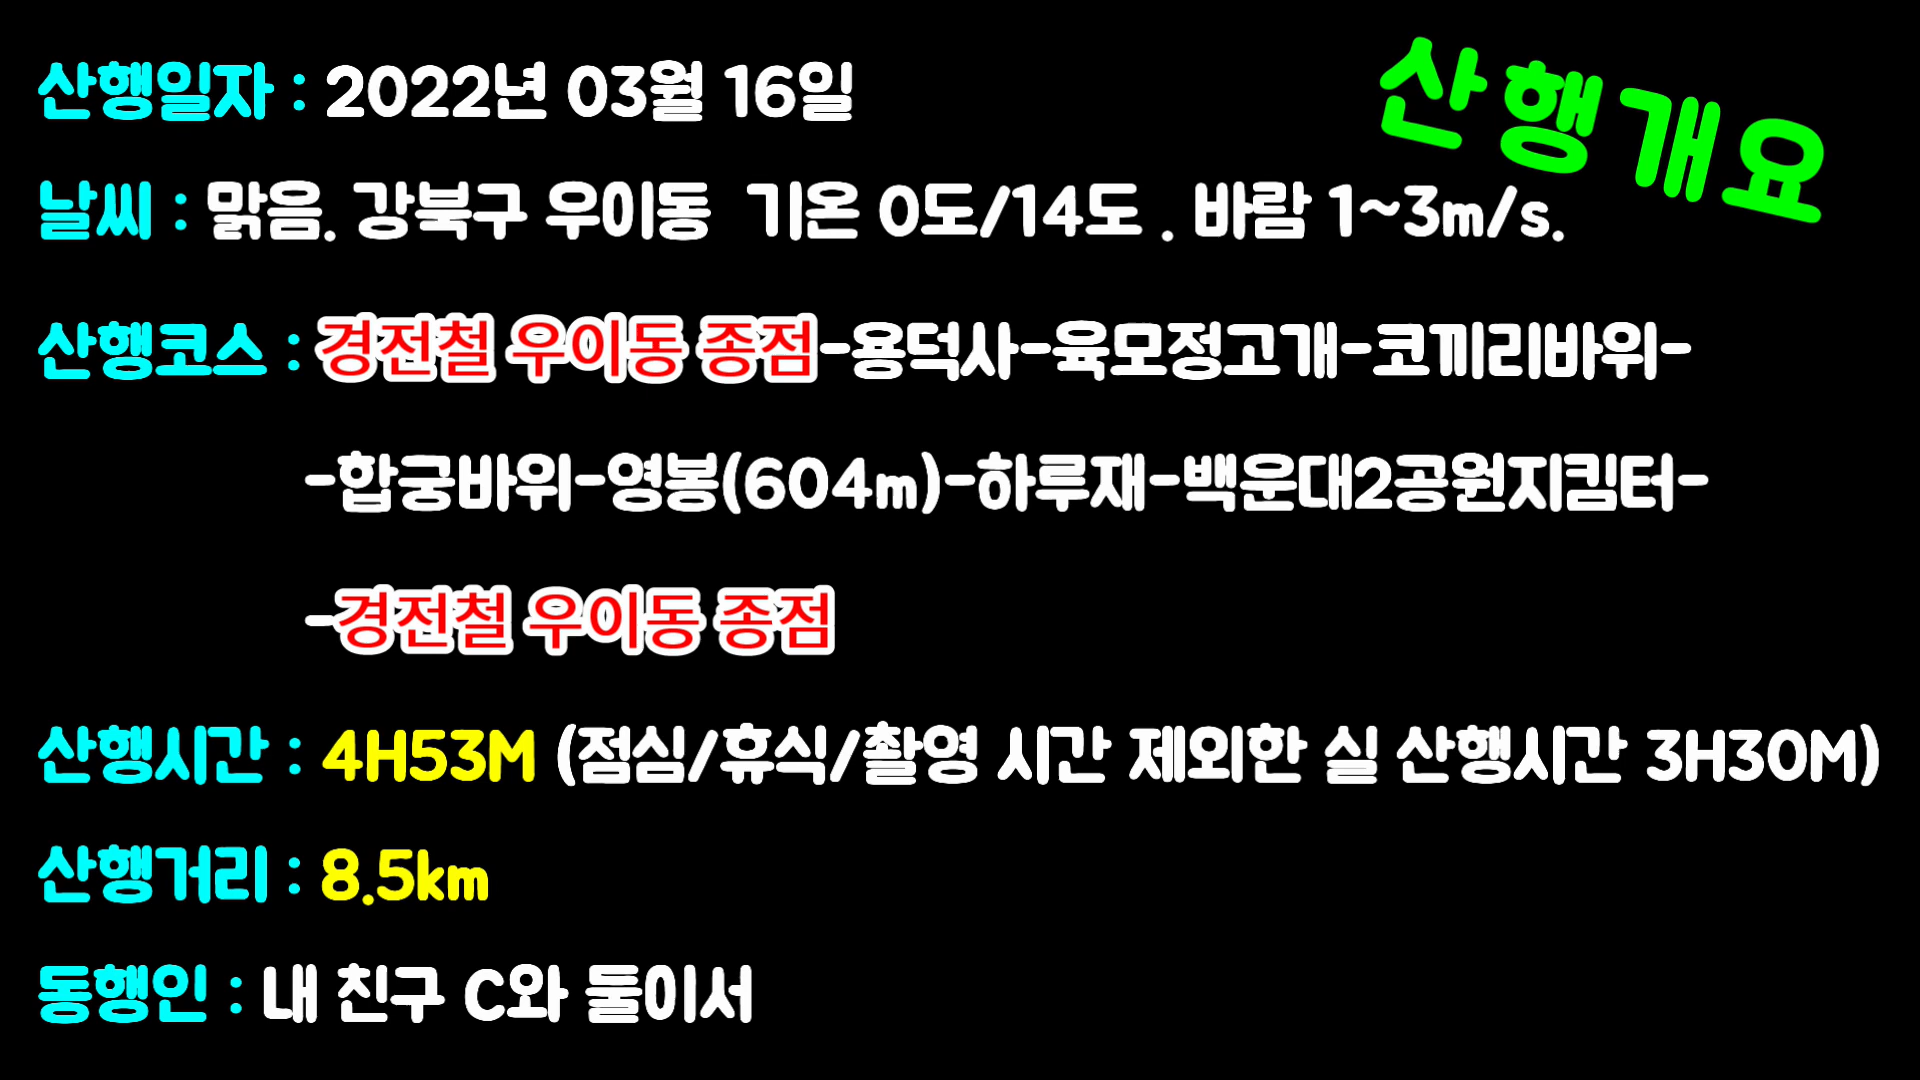 산행개요
산행일자 : 2022년 03월 16일
날씨 : 맑음. 강북구 우이동 기온 0도/14도 . 바람 1~3m/s.
산행코스 : 경전철 우이동 종점-용덕사-육모정고개-코끼리바위-
-합궁바위-영봉(604m)-하루재-백운대2공원지킴터-
-경전철 우이동 종점
산행시간 : 4H53M (점심/휴식/촬영 시간 제외한 실 산행시간 3H30M)
산행거리 : 8.5km
동행인 : 내 친구 C와 둘이서